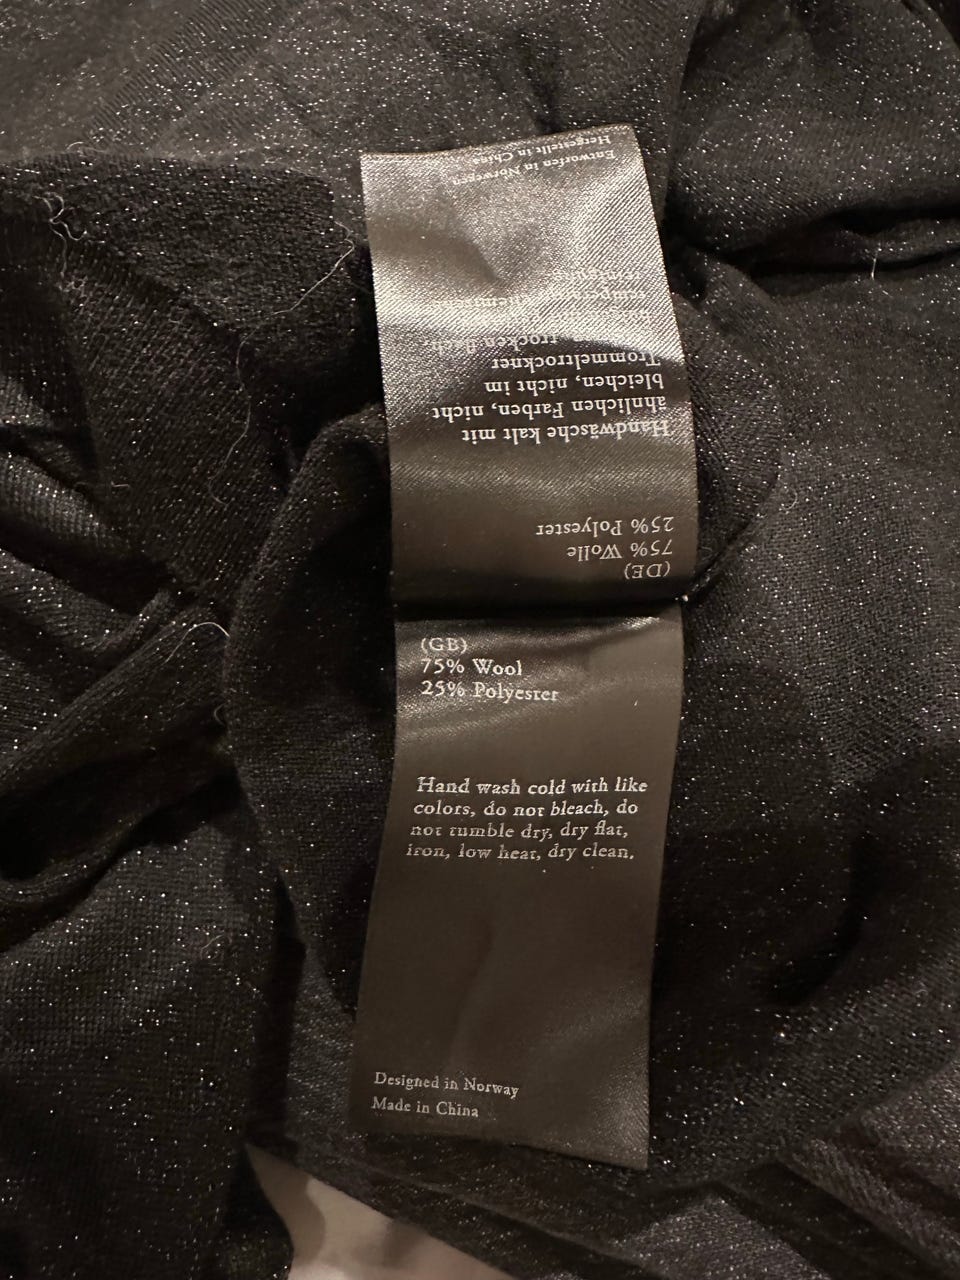 (GB)
75% Wool
25% Polyester
Hand wash cold with like
colors, do not bleach, do
not tumble dry, dry flat,
iron, low heat, dry clean.
Designed in Norway
Made in China
(DE)
75% Wolle
25% Polyester
Handwäsche kalt mit
ähnlichen Farben, nicht
bleichen, nicht im
Trommeltrockner
trocken
Entworfen in Norwegen
Hergestellt in China